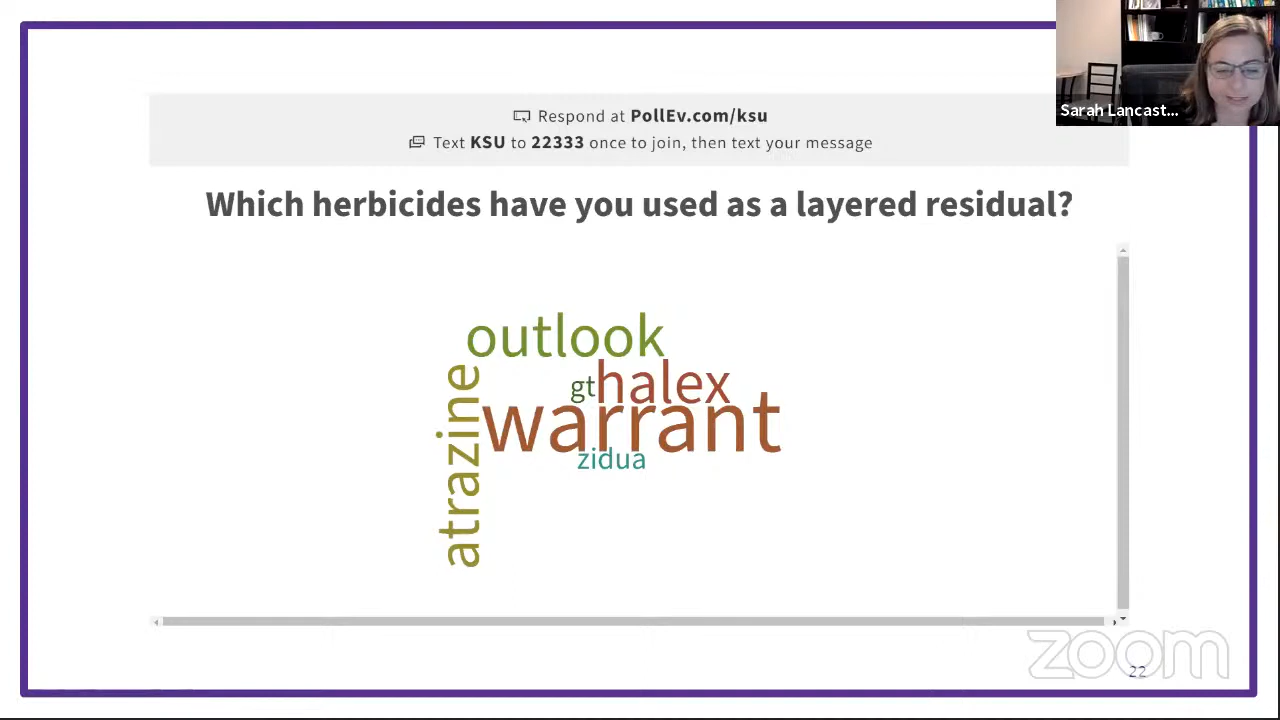 Sarah Lancast...
Respond at PollEv.com/ksu
Text KSU to 22333 once to join, then text your message
Which herbicides have you used as a layered residual?
outlook
gt halex
warrant
atrazine
zidua
zoom
22